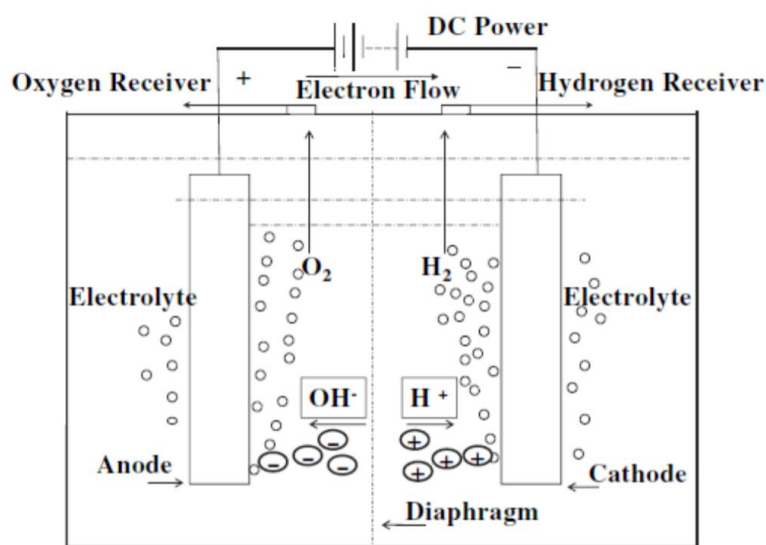 DC Power
Oxygen Receiver
+
−
Hydrogen Receiver
Electron Flow
O2
H2
Electrolyte
Electrolyte
OH-
H +
− − − −
+ + + +
Anode
Cathode
Diaphragm